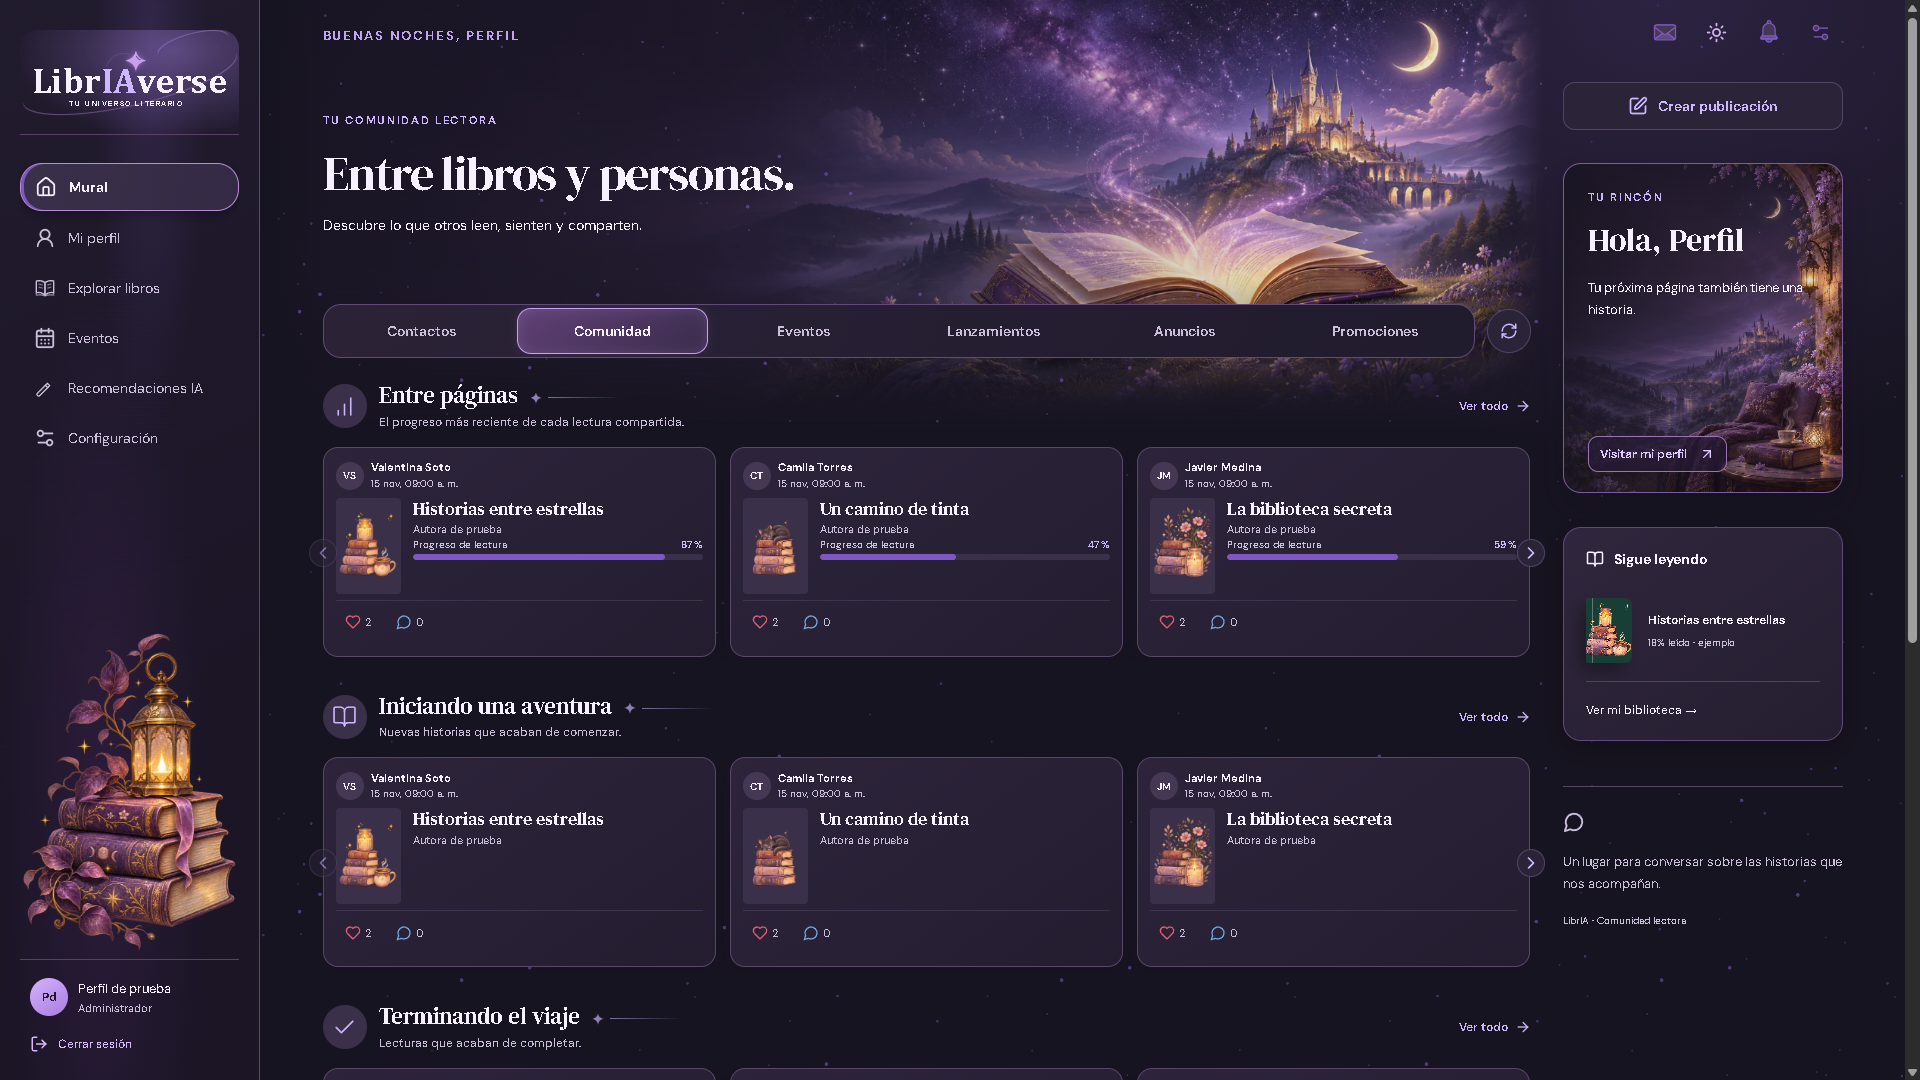 LibrIAverse
TU UNIVERSO LITERARIO
Mural
Mi perfil
Explorar libros
Eventos
Recomendaciones IA
Configuración
Perfil de prueba
Pd
Administrador
Cerrar sesión
BUENAS NOCHES, PERFIL
TU COMUNIDAD LECTORA
Entre libros y personas.
Descubre lo que otros leen, sienten y comparten.
Contactos
Comunidad
Eventos
Lanzamientos
Anuncios
Promociones
Entre páginas
El progreso más reciente de cada lectura compartida.
Ver todo
VS
Valentina Soto
15 nov, 09:00 a. m.
Historias entre estrellas
Autora de prueba
Progreso de lectura 87%
2 0
CT
Camila Torres
15 nov, 09:00 a. m.
Un camino de tinta
Autora de prueba
Progreso de lectura 47%
2 0
JM
Javier Medina
15 nov, 09:00 a. m.
La biblioteca secreta
Autora de prueba
Progreso de lectura 59%
2 0
Iniciando una aventura
Nuevas historias que acaban de comenzar.
Ver todo
VS
Valentina Soto
15 nov, 09:00 a. m.
Historias entre estrellas
Autora de prueba
2 0
CT
Camila Torres
15 nov, 09:00 a. m.
Un camino de tinta
Autora de prueba
2 0
JM
Javier Medina
15 nov, 09:00 a. m.
La biblioteca secreta
Autora de prueba
2 0
Terminando el viaje
Lecturas que acaban de completar.
Ver todo
Crear publicación
TU RINCÓN
Hola, Perfil
Tu próxima página también tiene una
historia.
Visitar mi perfil
Sigue leyendo
Historias entre estrellas
18% leído · ejemplo
Ver mi biblioteca →
Un lugar para conversar sobre las historias que
nos acompañan.
LibrIA · Comunidad lectora